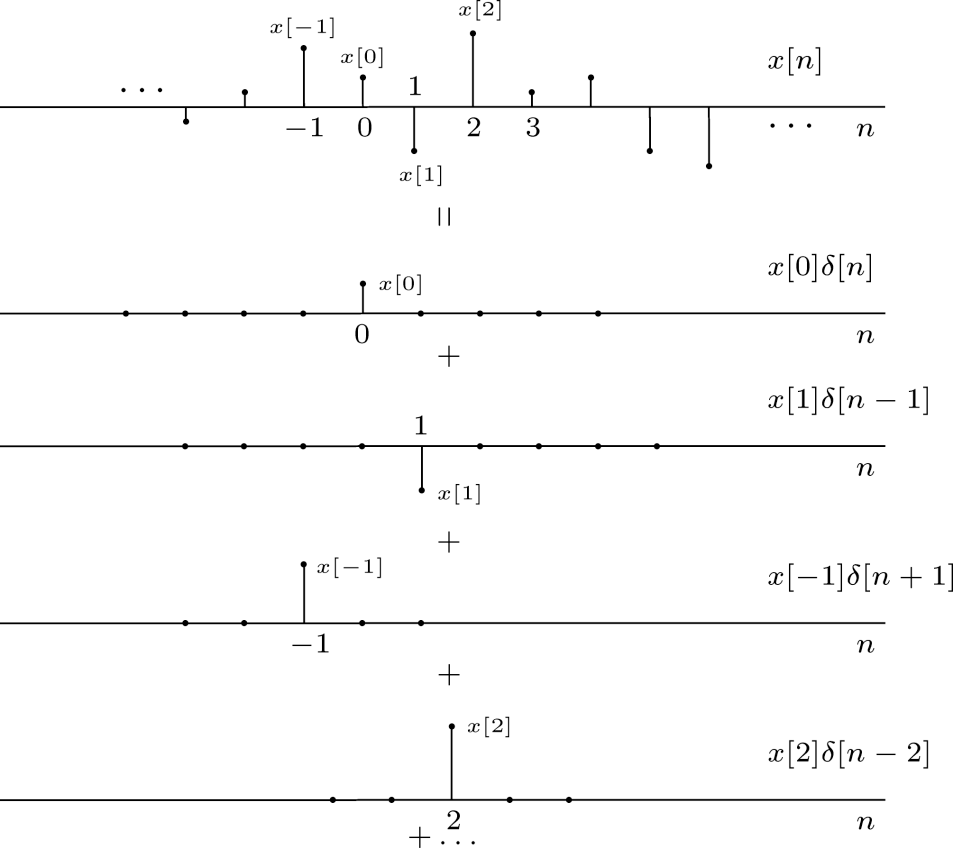 x[−1] x[0] x[2] x[n]
· · · 1
−1 0 2 3 · · · n
x[1]
=
x[0] x[0]δ[n]
0 n
+
1 x[1]δ[n − 1]
x[1] n
+
x[−1] x[−1]δ[n + 1]
−1 n
+
x[2] x[2]δ[n − 2]
2 n
+ · · ·